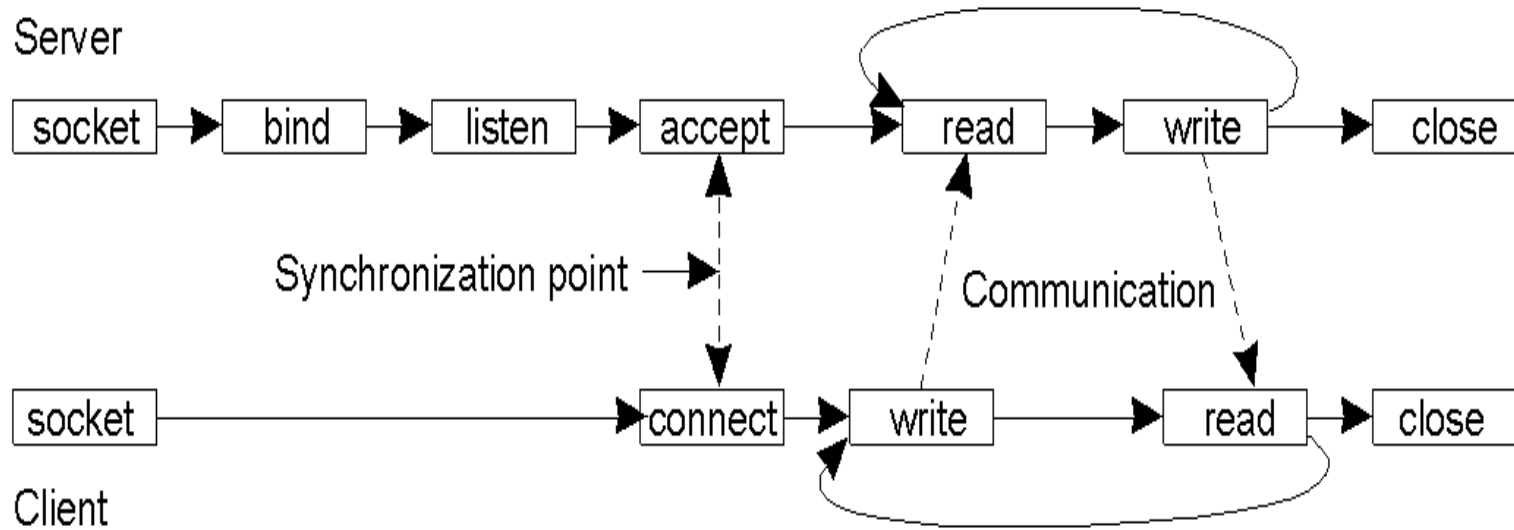 Server
socket bind listen accept read write close
Synchronization point
Communication
socket connect write read close
Client